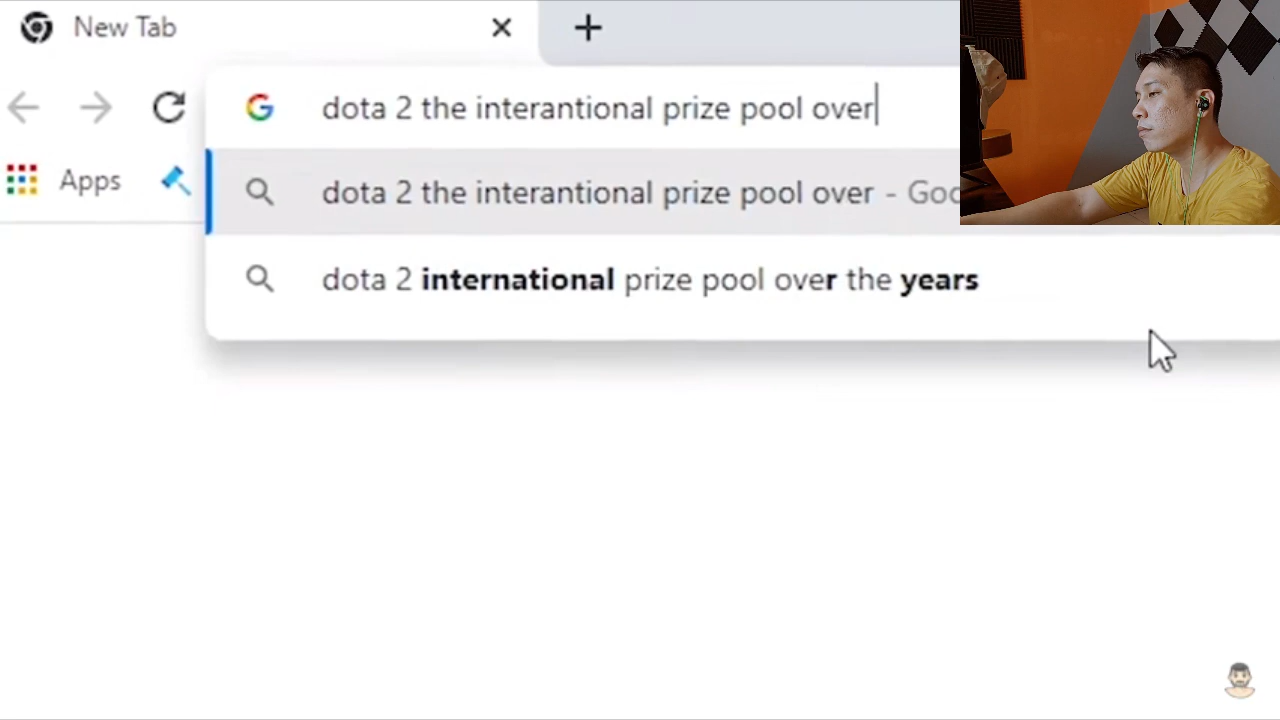 New Tab
dota 2 the interantional prize pool over
Apps
dota 2 the interantional prize pool over -
dota 2 international prize pool over the years